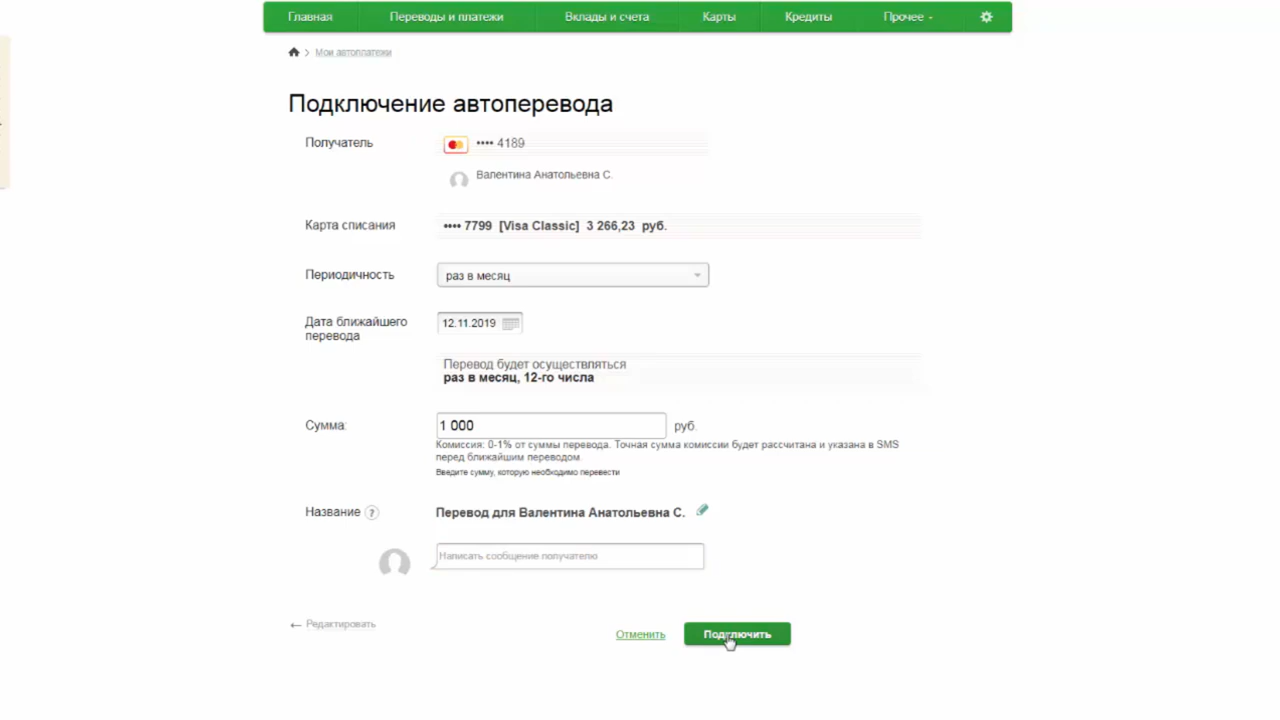 Главная Переводы и платежи Вклады и счета Карты Кредиты Прочее
Мои автоплатежи
Подключение автоперевода
Получатель •••• 4189
Валентина Анатольевна С.
Карта списания •••• 7799 [Visa Classic] 3 266,23 руб.
Периодичность раз в месяц
Дата ближайшего 12.11.2019
перевода
Перевод будет осуществляться
раз в месяц, 12-го числа
Сумма: 1 000 руб.
Комиссия: 0-1% от суммы перевода. Точная сумма комиссии будет рассчитана и указана в SMS
перед ближайшим переводом.
Введите сумму, которую необходимо перевести
Название ? Перевод для Валентина Анатольевна С.
Написать сообщение получателю
← Редактировать
Отменить Подключить